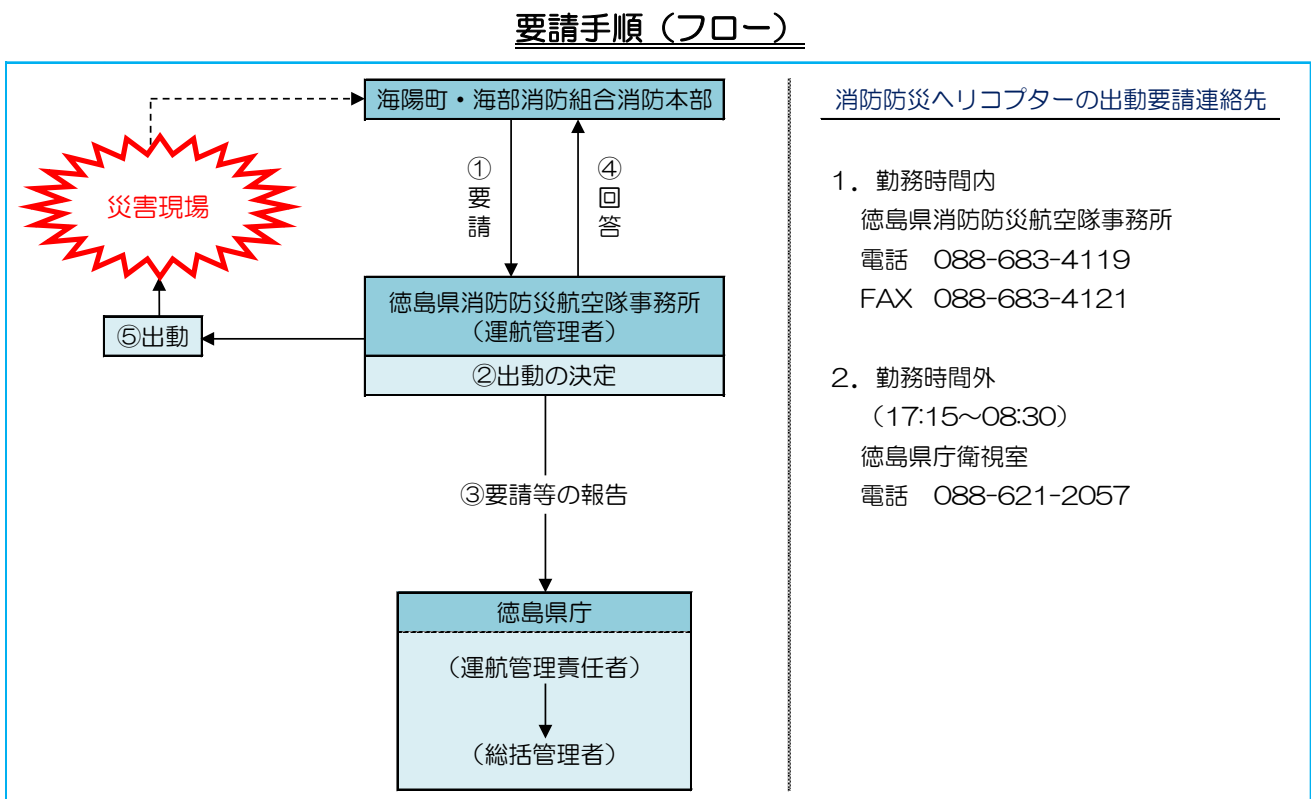 要請手順（フロー）
海陽町・海部消防組合消防本部
災害現場
①要請
④回答
徳島県消防防災航空隊事務所
（運航管理者）
⑤出動
②出動の決定
③要請等の報告
徳島県庁
（運航管理責任者）
（総括管理者）
消防防災ヘリコプターの出動要請連絡先
１．勤務時間内
徳島県消防防災航空隊事務所
電話　088-683-4119
FAX　088-683-4121
２．勤務時間外
（17:15～08:30）
徳島県庁衛視室
電話　088-621-2057